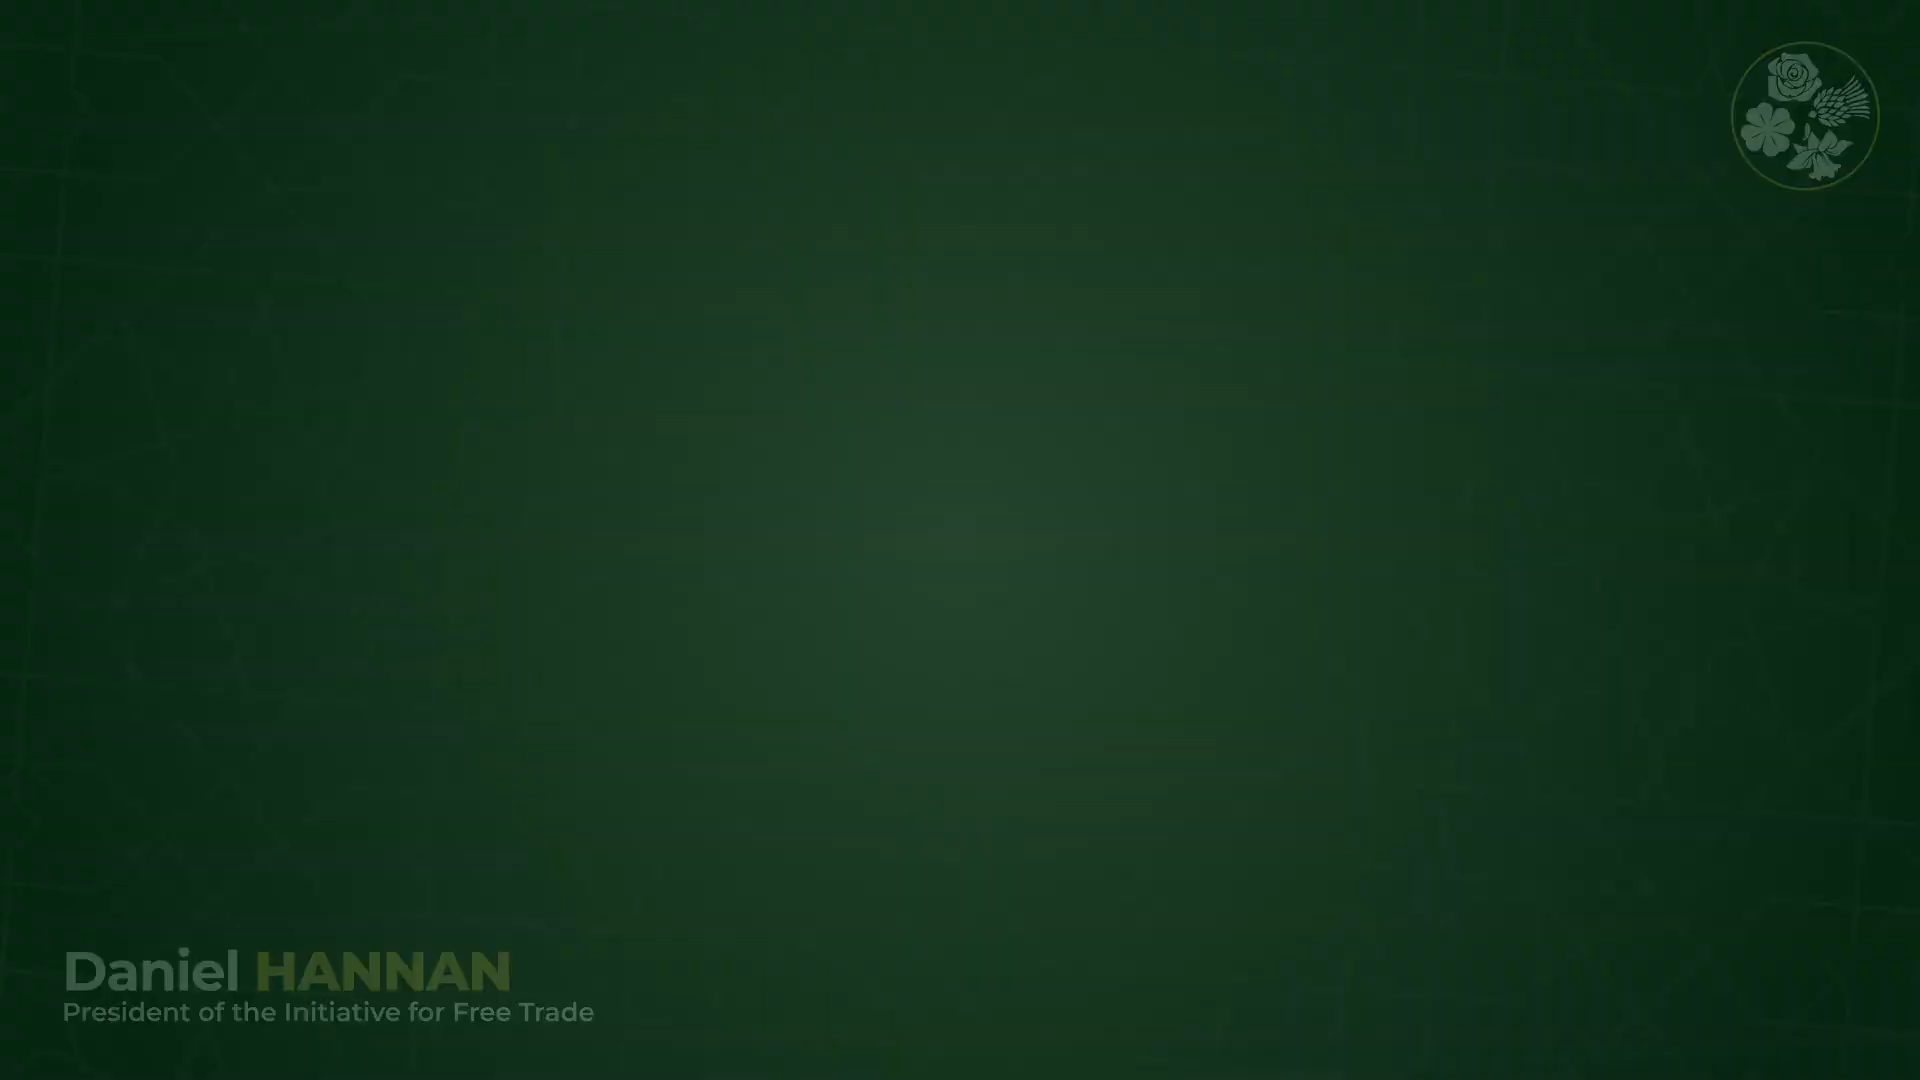 Daniel HANNAN
President of the Initiative for Free Trade